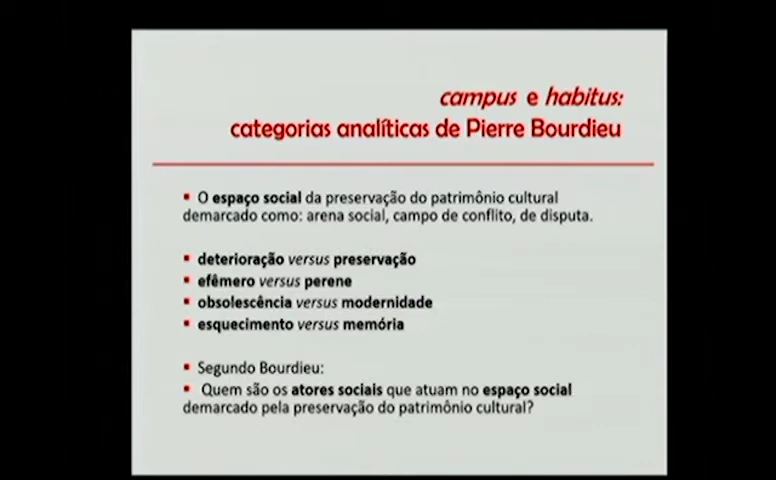 campus e habitus:
categorias analíticas de Pierre Bourdieu
▪ O espaço social da preservação do patrimônio cultural
demarcado como: arena social, campo de conflito, de disputa.
▪ deterioração versus preservação
▪ efêmero versus perene
▪ obsolescência versus modernidade
▪ esquecimento versus memória
▪ Segundo Bourdieu:
▪ Quem são os atores sociais que atuam no espaço social
demarcado pela preservação do patrimônio cultural?